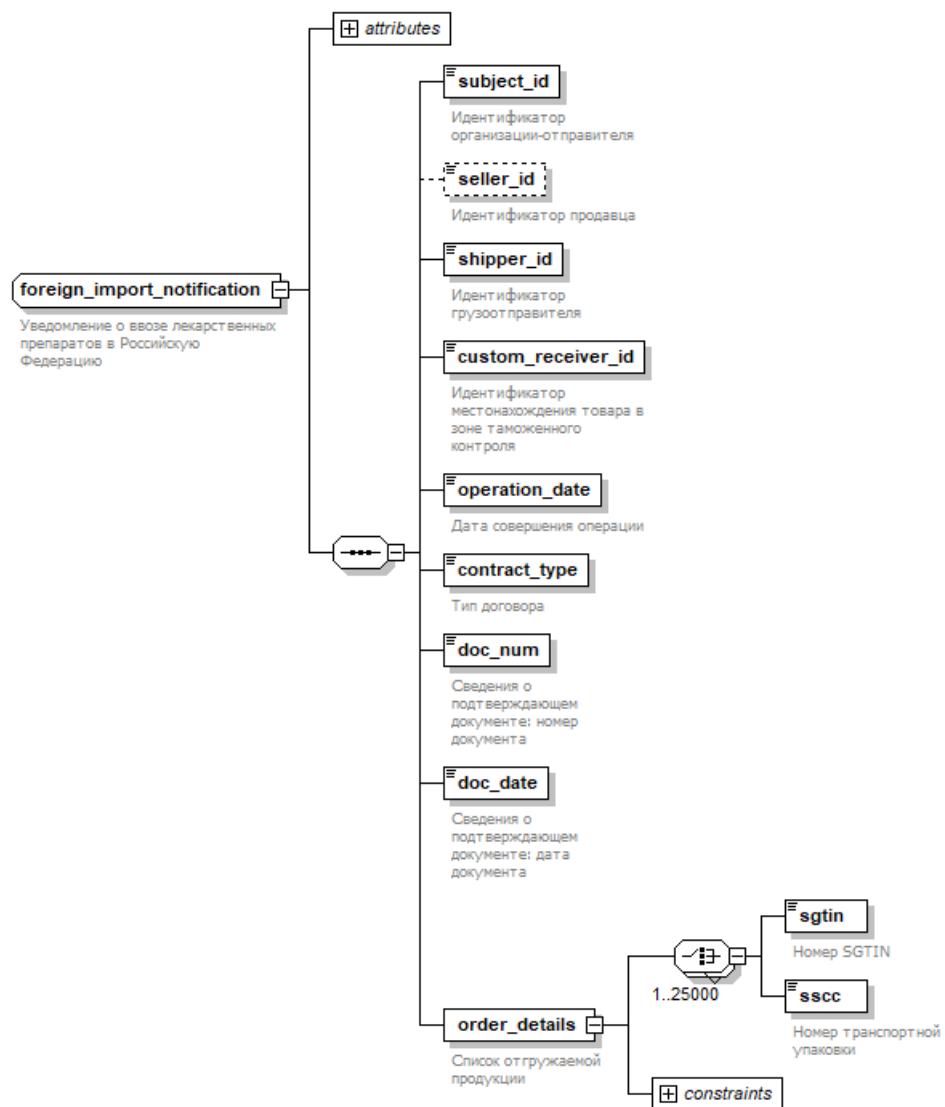 attributes
subject_id
Идентификатор
организации-отправителя
seller_id
Идентификатор продавца
shipper_id
Идентификатор
грузоотправителя
foreign_import_notification
Уведомление о ввозе лекарственных
препаратов в Российскую
Федерацию
custom_receiver_id
Идентификатор
местонахождения товара в
зоне таможенного
контроля
operation_date
Дата совершения операции
contract_type
Тип договора
doc_num
Сведения о
подтверждающем
документе: номер
документа
doc_date
Сведения о
подтверждающем
документе: дата
документа
sgtin
Номер SGTIN
1..25000
sscc
Номер транспортной
упаковки
order_details
Список отгружаемой
продукции
constraints